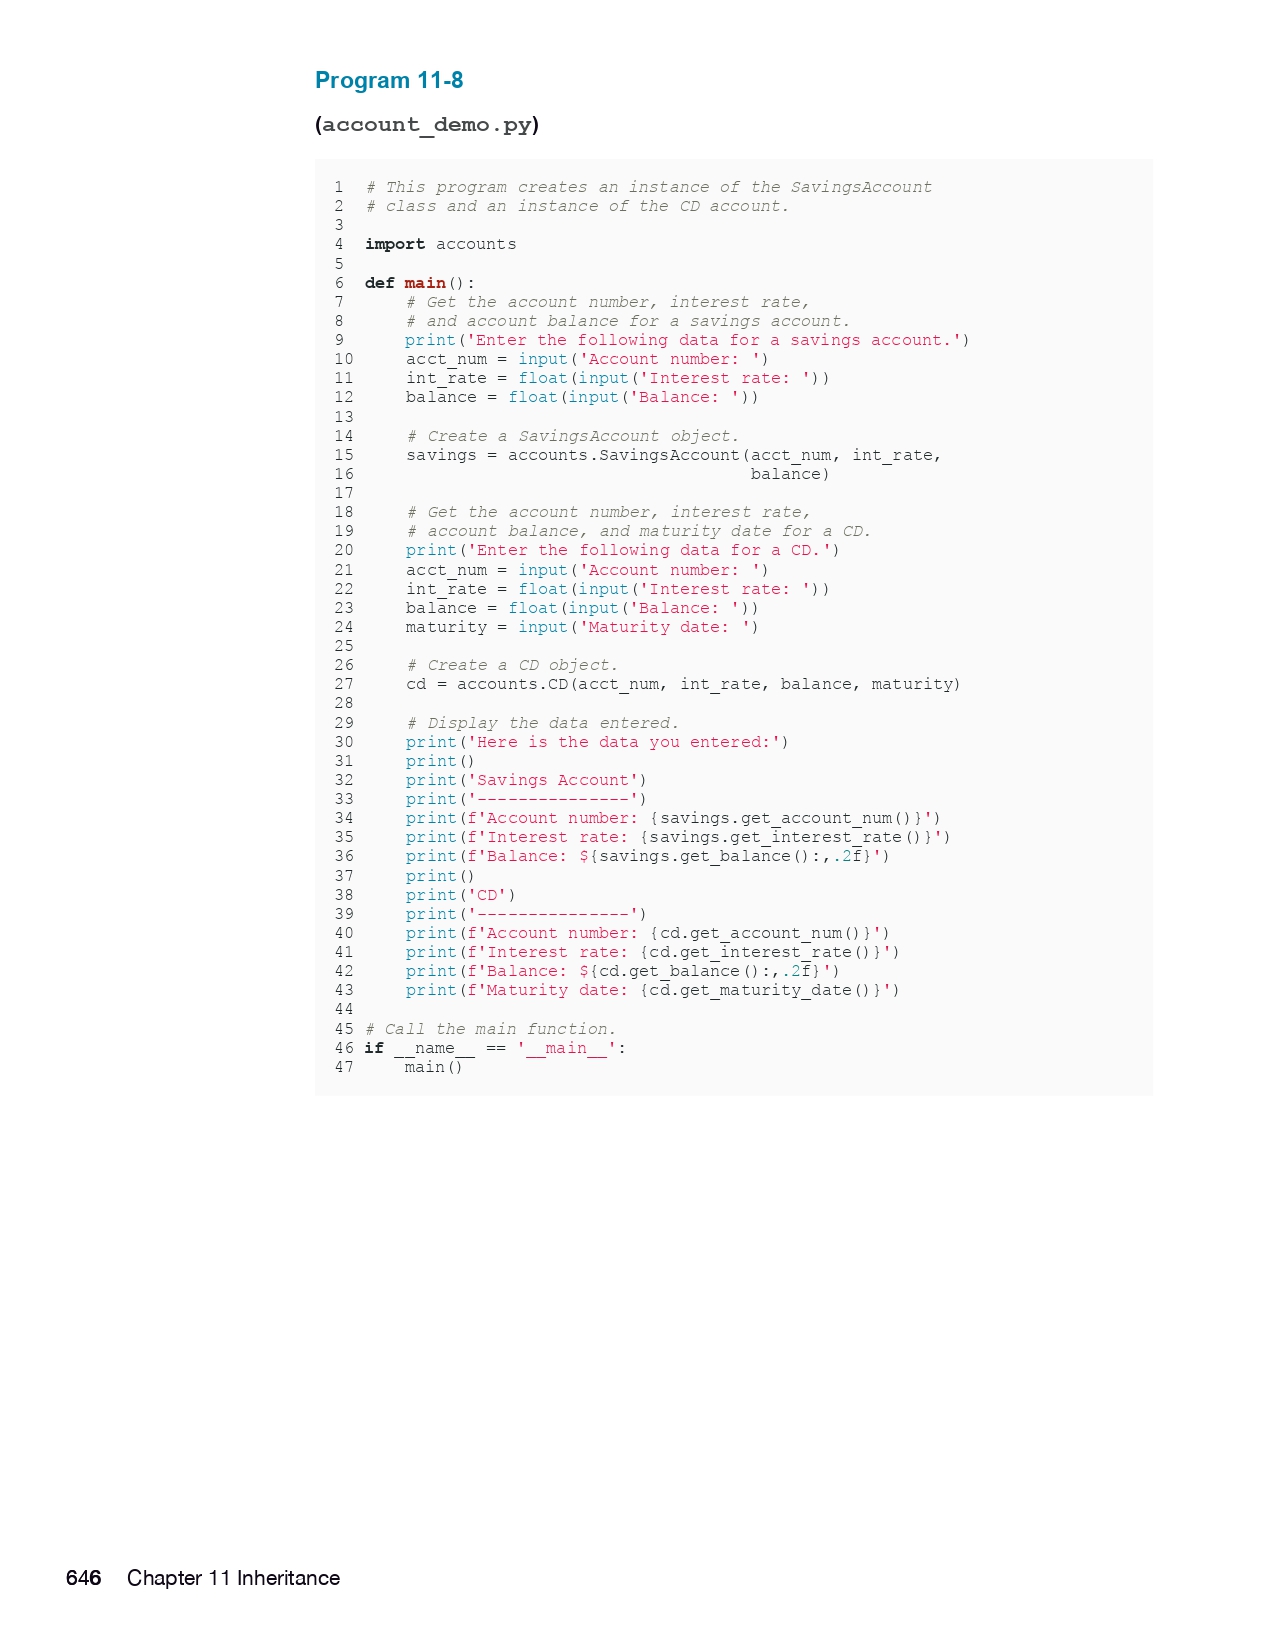 Program 11-8
(account_demo.py)
1 # This program creates an instance of the SavingsAccount
2 # class and an instance of the CD account.
3
4 import accounts
5
6 def main():
7     # Get the account number, interest rate,
8     # and account balance for a savings account.
9     print('Enter the following data for a savings account.')
10     acct_num = input('Account number: ')
11     int_rate = float(input('Interest rate: '))
12     balance = float(input('Balance: '))
13
14     # Create a SavingsAccount object.
15     savings = accounts.SavingsAccount(acct_num, int_rate,
16                                       balance)
17
18     # Get the account number, interest rate,
19     # account balance, and maturity date for a CD.
20     print('Enter the following data for a CD.')
21     acct_num = input('Account number: ')
22     int_rate = float(input('Interest rate: '))
23     balance = float(input('Balance: '))
24     maturity = input('Maturity date: ')
25
26     # Create a CD object.
27     cd = accounts.CD(acct_num, int_rate, balance, maturity)
28
29     # Display the data entered.
30     print('Here is the data you entered:')
31     print()
32     print('Savings Account')
33     print('---------------')
34     print(f'Account number: {savings.get_account_num()}')
35     print(f'Interest rate: {savings.get_interest_rate()}')
36     print(f'Balance: ${savings.get_balance():,.2f}')
37     print()
38     print('CD')
39     print('---------------')
40     print(f'Account number: {cd.get_account_num()}')
41     print(f'Interest rate: {cd.get_interest_rate()}')
42     print(f'Balance: ${cd.get_balance():,.2f}')
43     print(f'Maturity date: {cd.get_maturity_date()}')
44
45 # Call the main function.
46 if __name__ == '__main__':
47     main()
646 Chapter 11 Inheritance